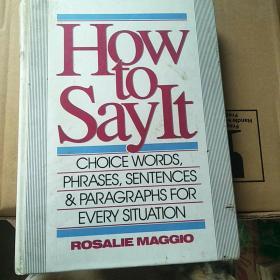 How
to
Say It
CHOICE WORDS,
PHRASES, SENTENCES
& PARAGRAPHS FOR
EVERY SITUATION
ROSALIE MAGGIO